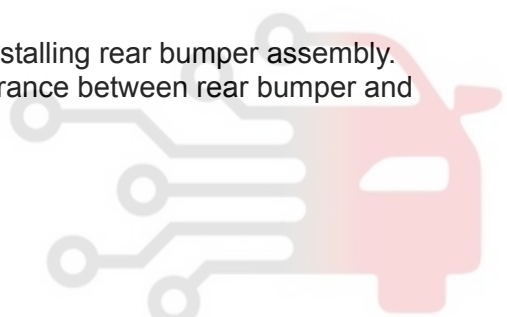 stalling rear bumper assembly.
rance between rear bumper and